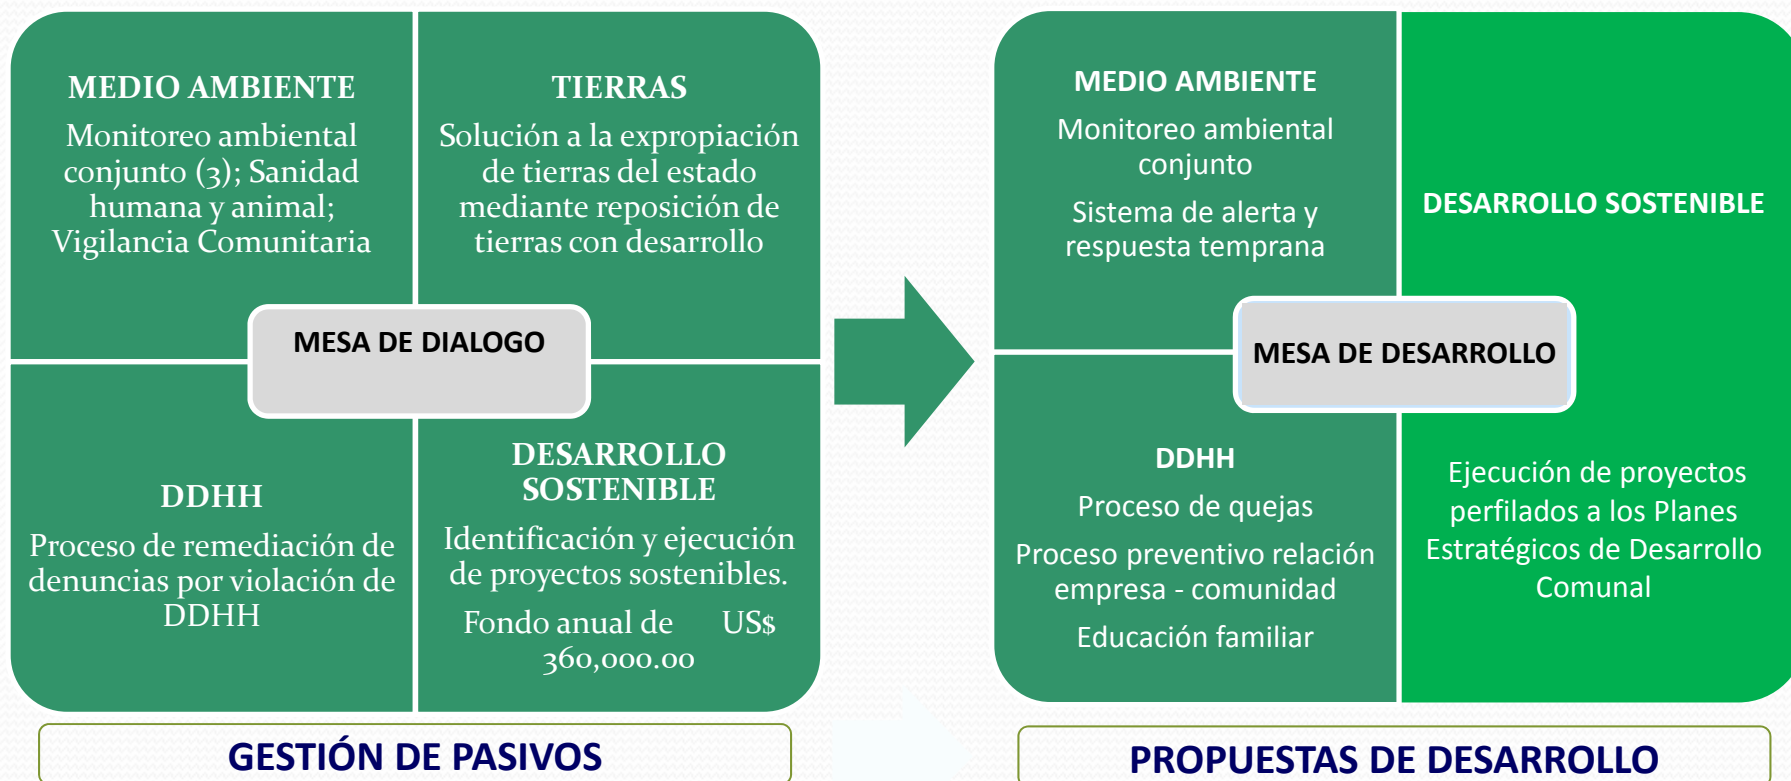 MEDIO AMBIENTE
Monitoreo ambiental
conjunto (3); Sanidad
humana y animal;
Vigilancia Comunitaria
TIERRAS
Solución a la expropiación
de tierras del estado
mediante reposición de
tierras con desarrollo
MESA DE DIALOGO
DDHH
Proceso de remediación de
denuncias por violación de
DDHH
DESARROLLO
SOSTENIBLE
Identificación y ejecución
de proyectos sostenibles.
Fondo anual de US$
360,000.00
GESTIÓN DE PASIVOS
MEDIO AMBIENTE
Monitoreo ambiental
conjunto
Sistema de alerta y
respuesta temprana
DESARROLLO SOSTENIBLE
MESA DE DESARROLLO
DDHH
Proceso de quejas
Proceso preventivo relación
empresa - comunidad
Educación familiar
Ejecución de proyectos
perfilados a los Planes
Estratégicos de Desarrollo
Comunal
PROPUESTAS DE DESARROLLO